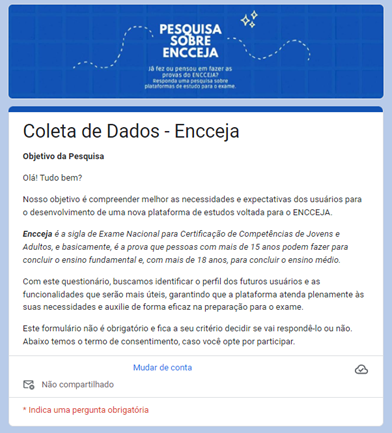 PESQUISA
SOBRE
ENCCEJA
Já fez ou pensou em fazer as
provas do ENCCEJA?
Responda uma pesquisa sobre
plataformas de estudo para o exame.
Coleta de Dados - Encceja
Objetivo da Pesquisa
Olá! Tudo bem?
Nosso objetivo é compreender melhor as necessidades e expectativas dos usuários para
o desenvolvimento de uma nova plataforma de estudos voltada para o ENCCEJA.
Encceja é a sigla de Exame Nacional para Certificação de Competências de Jovens e
Adultos, e basicamente, é a prova que pessoas com mais de 15 anos podem fazer para
concluir o ensino fundamental e, com mais de 18 anos, para concluir o ensino médio.
Com este questionário, buscamos identificar o perfil dos futuros usuários e as
funcionalidades que serão mais úteis, garantindo que a plataforma atenda plenamente às
suas necessidades e auxilie de forma eficaz na preparação para o exame.
Este formulário não é obrigatório e fica a seu critério decidir se vai respondê-lo ou não.
Abaixo temos o termo de consentimento, caso você opte por participar.
Mudar de conta
Não compartilhado
* Indica uma pergunta obrigatória